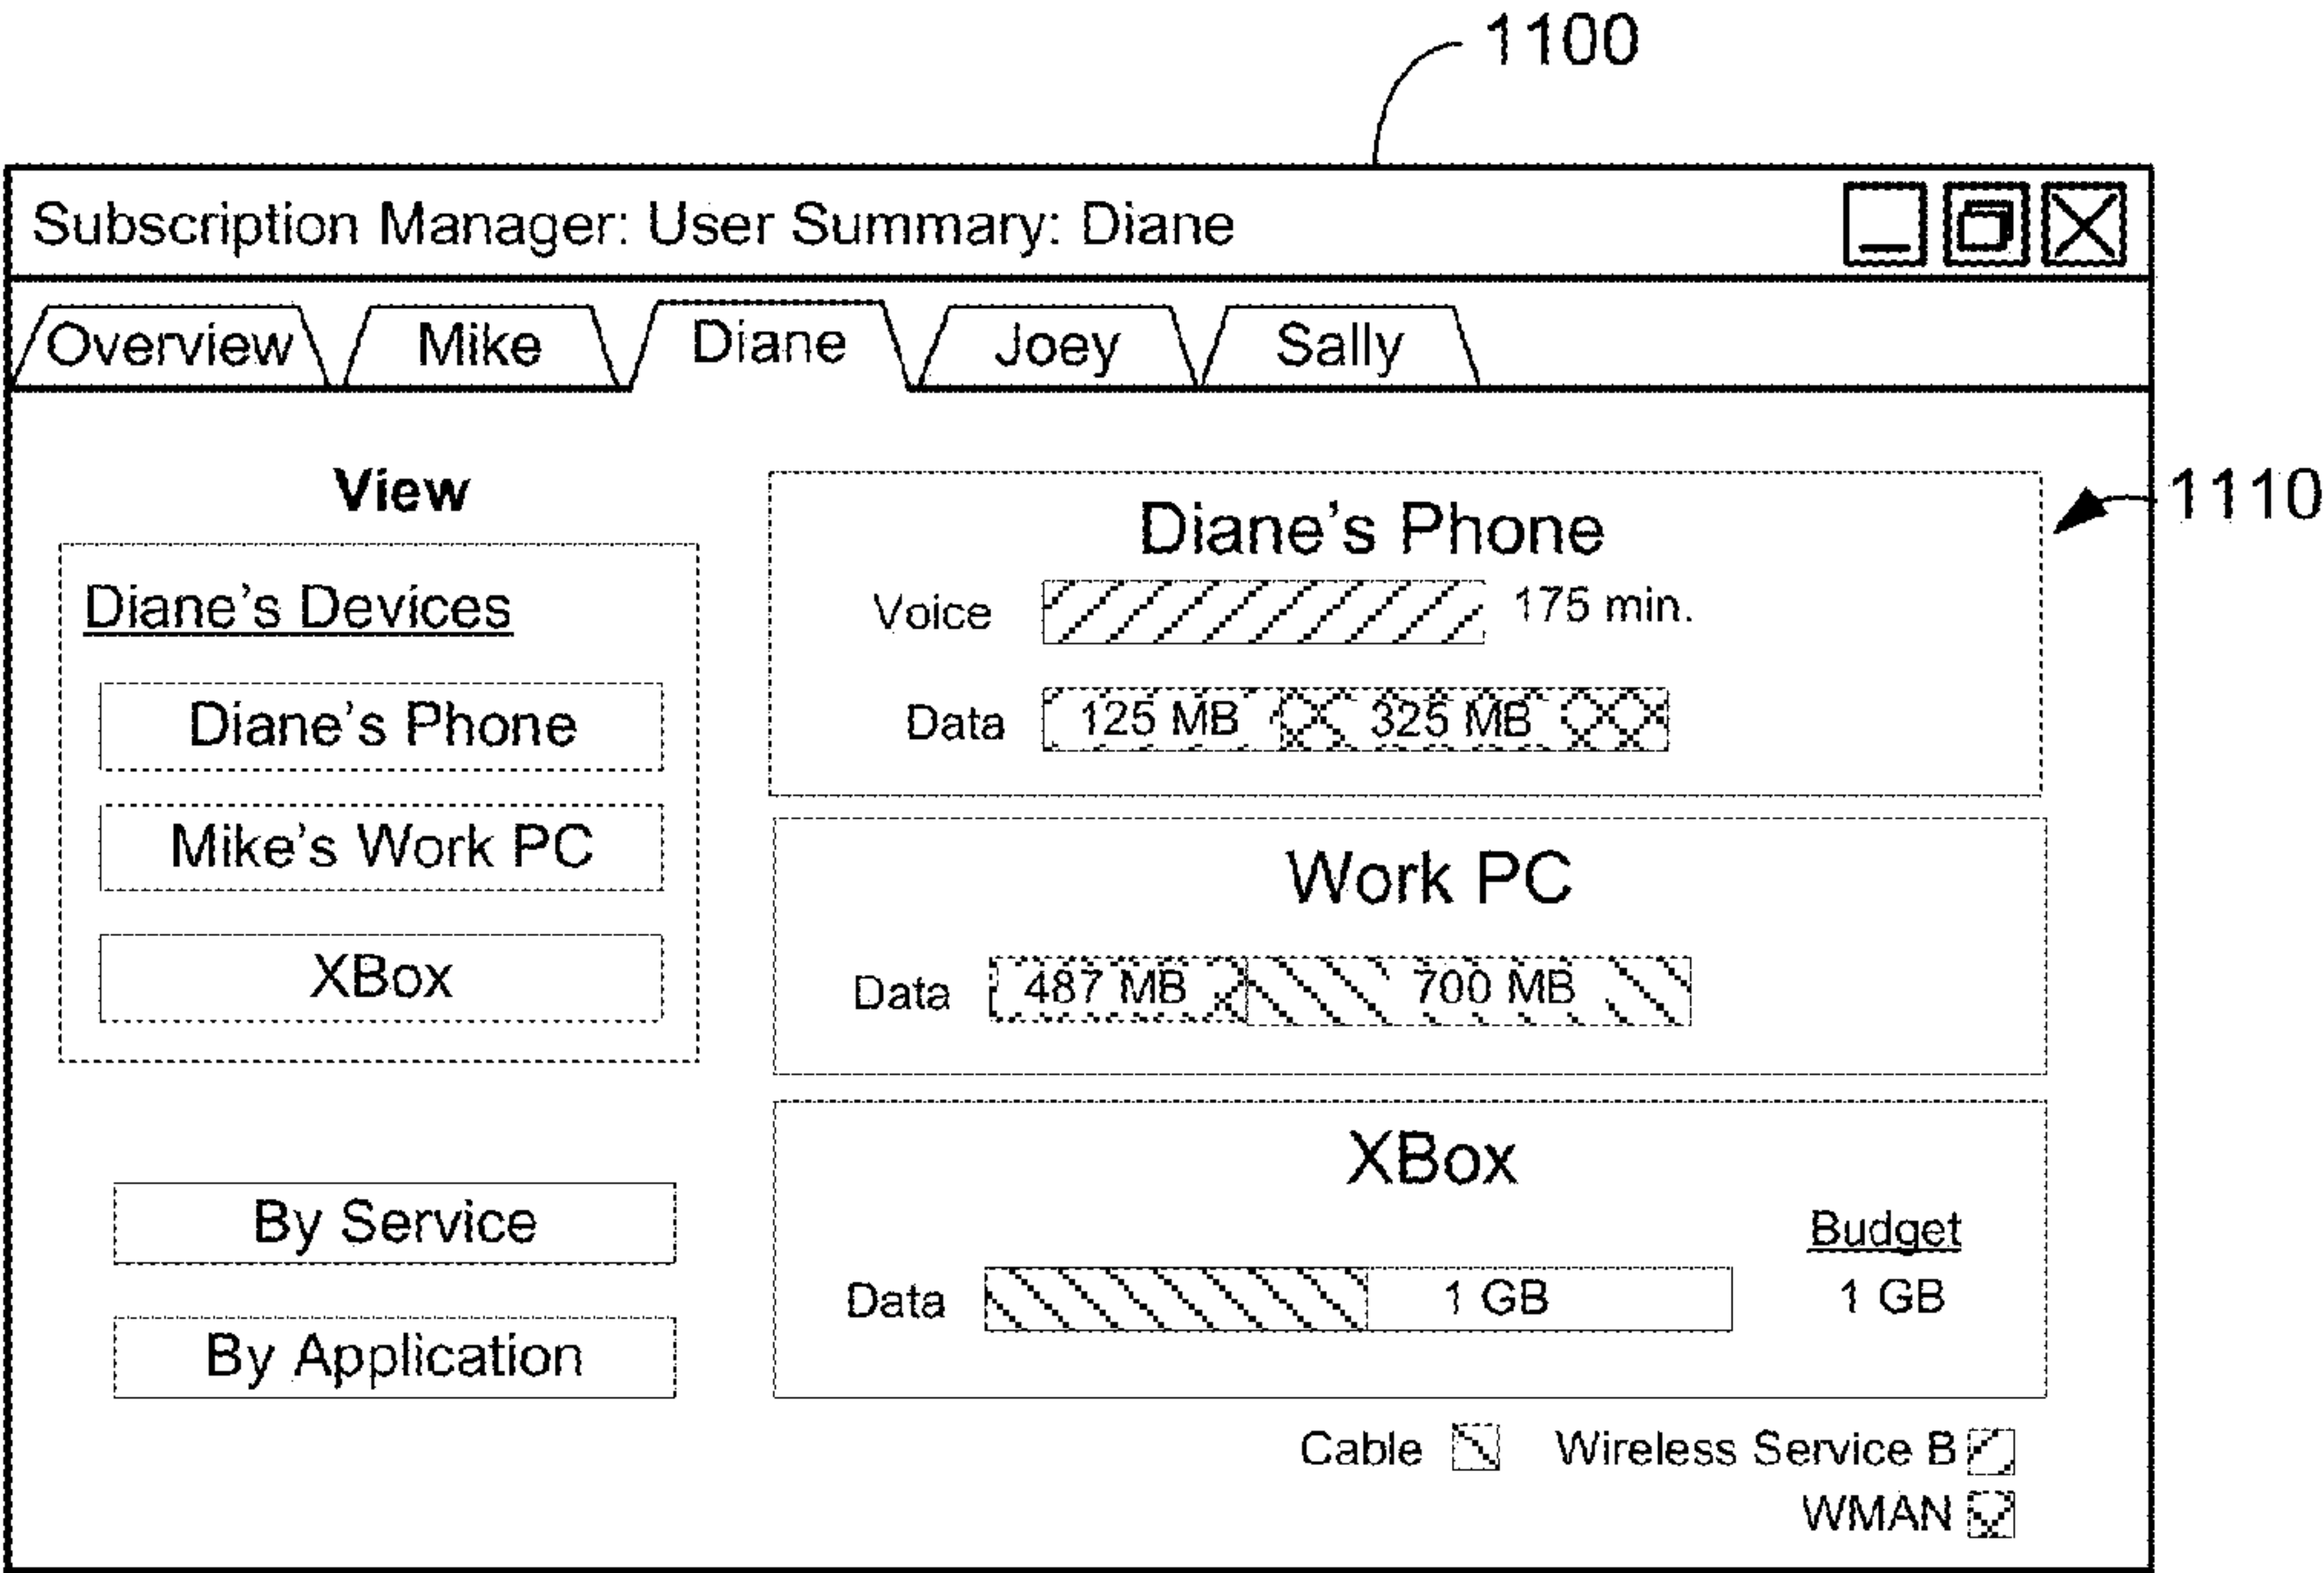 1100
Subscription Manager: User Summary: Diane
Overview Mike Diane Joey Sally
View
Diane's Devices
Diane's Phone
Mike's Work PC
XBox
By Service
By Application
1110
Diane's Phone
Voice 175 min.
Data 125 MB 325 MB
Work PC
Data 487 MB 700 MB
XBox
Budget
Data 1 GB 1 GB
Cable Wireless Service B
WMAN